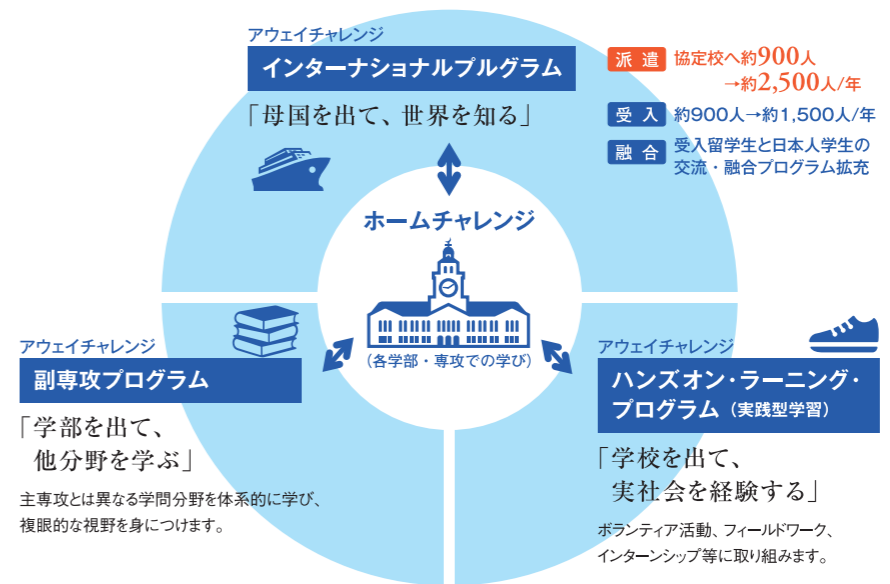 アウェイチャレンジ
インターナショナルプルグラム
「母国を出て、世界を知る」
派遣 協定校へ約900人
→約2,500人/年
受入 約900人→約1,500人/年
融合 受入留学生と日本人学生の
交流・融合プログラム拡充
ホームチャレンジ
（各学部・専攻での学び）
アウェイチャレンジ
副専攻プログラム
「学部を出て、
他分野を学ぶ」
主専攻とは異なる学問分野を体系的に学び、
複眼的な視野を身につけます。
アウェイチャレンジ
ハンズオン・ラーニング・
プログラム（実践型学習）
「学校を出て、
実社会を経験する」
ボランティア活動、フィールドワーク、
インターンシップ等に取り組みます。